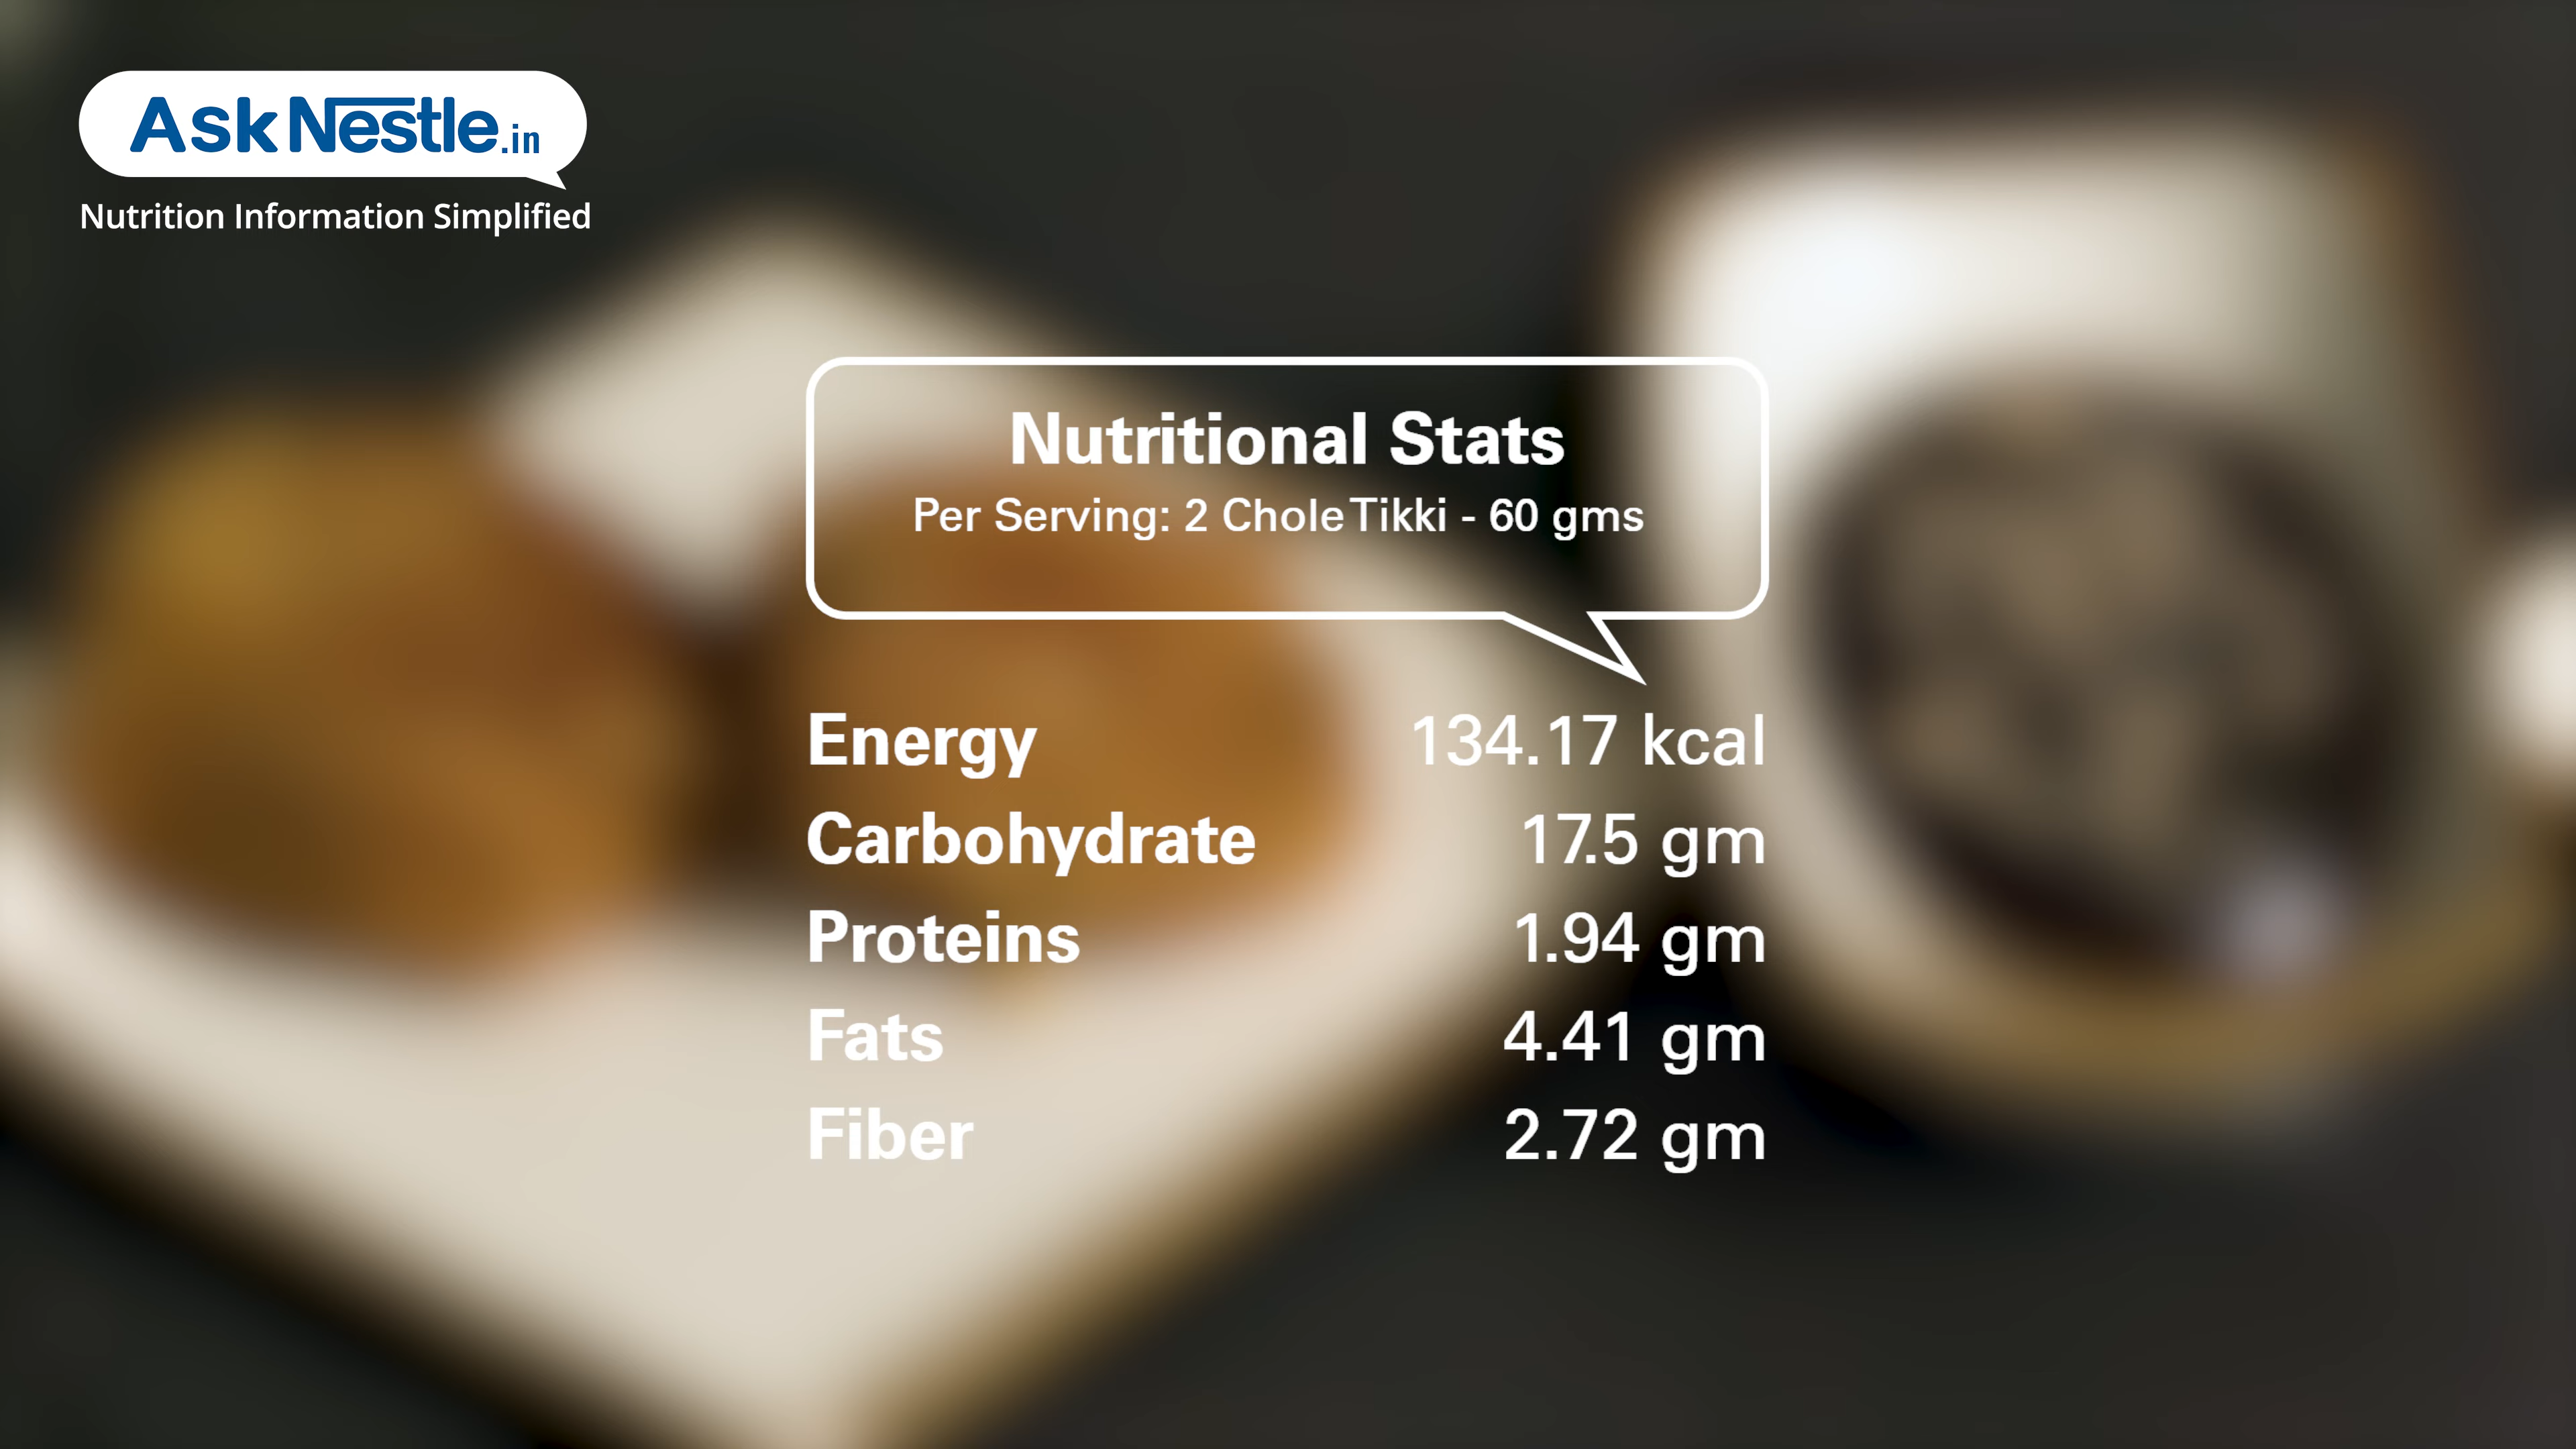 AskNestle.in
Nutrition Information Simplified
Nutritional Stats
Per Serving: 2 Chole Tikki - 60 gms
Energy 134.17 kcal
Carbohydrate 17.5 gm
Proteins 1.94 gm
Fats 4.41 gm
Fiber 2.72 gm